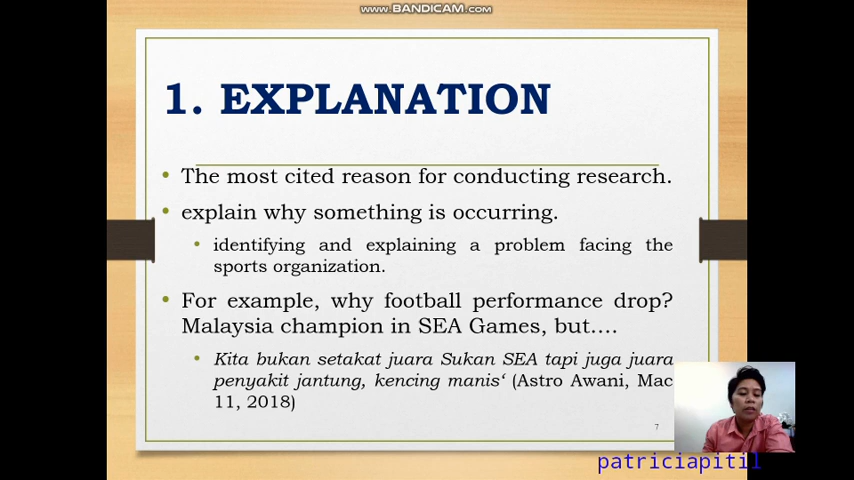 www.BANDICAM.com
1. EXPLANATION
• The most cited reason for conducting research.
• explain why something is occurring.
• identifying and explaining a problem facing the
sports organization.
• For example, why football performance drop?
Malaysia champion in SEA Games, but….
• Kita bukan setakat juara Sukan SEA tapi juga juara
penyakit jantung, kencing manis‘ (Astro Awani, Mac
11, 2018)
7
patriciapitil